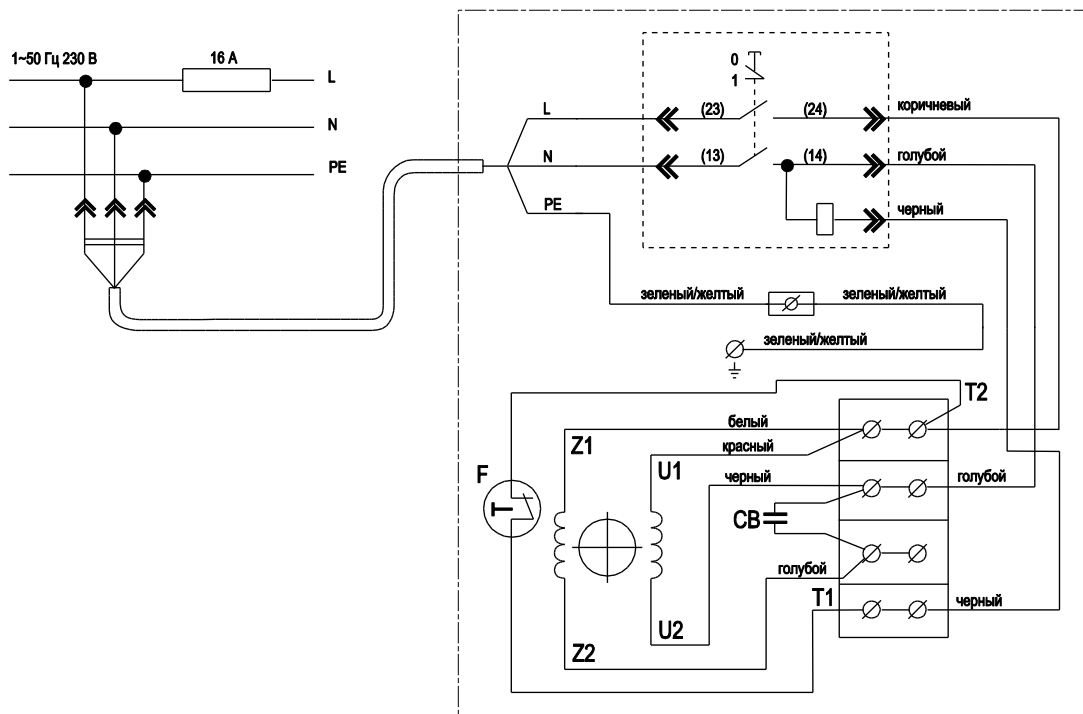 1~50 Гц 230 В
16 А
L
N
PE
0
1
L
(23)
(24)
коричневый
N
(13)
(14)
голубой
PE
черный
зеленый/желтый
зеленый/желтый
зеленый/желтый
T2
белый
Z1
красный
U1
F
черный
голубой
T
CB
голубой
T1
черный
U2
Z2